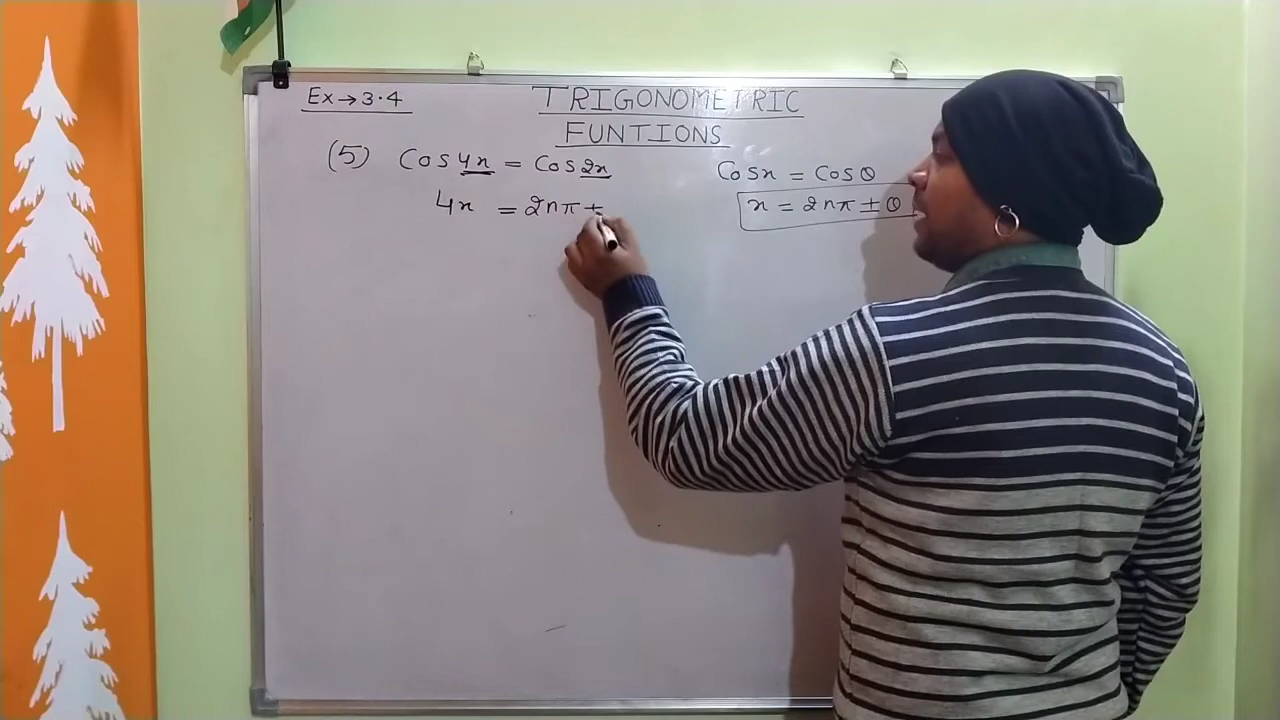 Ex→3.4
TRIGONOMETRIC
FUNTIONS
(5) Cos4x = Cos2x
4x = 2nπ ±
Cosx = Cosθ
x = 2nπ ± θ